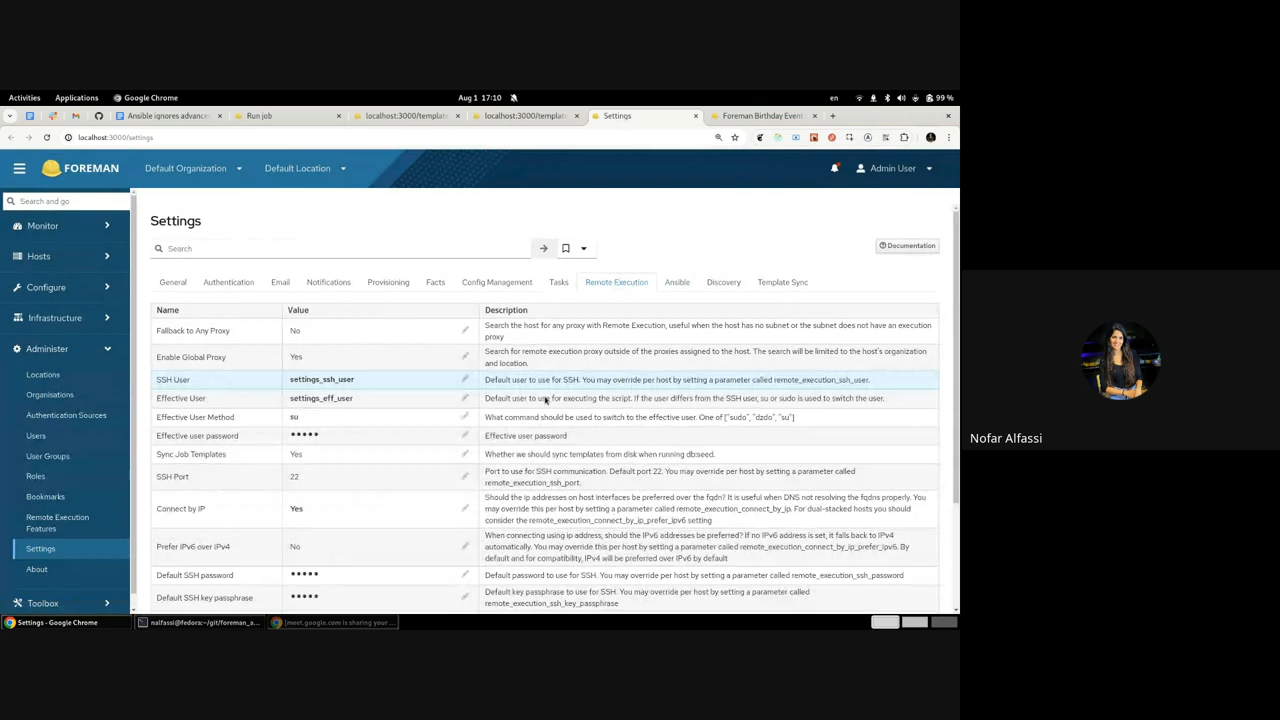 Activities Applications Google Chrome Aug 1 17:10 en 99 %
Ansible ignores advance Run job localhost:3000/template localhost:3000/template Settings Foreman Birthday Event
localhost:3000/settings
FOREMAN Default Organization Default Location Admin User
Search and go
Monitor
Hosts
Configure
Infrastructure
Administer
Locations
Organisations
Authentication Sources
Users
User Groups
Roles
Bookmarks
Remote Execution
Features
Settings
About
Toolbox
Settings
Search
Documentation
General Authentication Email Notifications Provisioning Facts Config Management Tasks Remote Execution Ansible Discovery Template Sync
Name Value Description
Fallback to Any Proxy No Search the host for any proxy with Remote Execution, useful when the host has no subnet or the subnet does not have an execution
proxy
Enable Global Proxy Yes Search for remote execution proxy outside of the proxies assigned to the host. The search will be limited to the host's organization
and location.
SSH User settings_ssh_user Default user to use for SSH. You may override per host by setting a parameter called remote_execution_ssh_user.
Effective User settings_eff_user Default user to use for executing the script. If the user differs from the SSH user, su or sudo is used to switch the user.
Effective User Method su What command should be used to switch to the effective user. One of ["sudo", "dzdo", "su"]
Effective user password ••••• Effective user password
Sync Job Templates Yes Whether we should sync templates from disk when running db:seed.
SSH Port 22 Port to use for SSH communication. Default port 22. You may override per host by setting a parameter called
remote_execution_ssh_port.
Connect by IP Yes Should the ip addresses on host interfaces be preferred over the fqdn? It is useful when DNS not resolving the fqdns properly. You
may override this per host by setting a parameter called remote_execution_connect_by_ip. For dual-stacked hosts you should
consider the remote_execution_connect_by_ip_prefer_ipv6 setting
Prefer IPv6 over IPv4 No When connecting using ip address, should the IPv6 addresses be preferred? If no IPv6 address is set, it falls back to IPv4
automatically. You may override this per host by setting a parameter called remote_execution_connect_by_ip_prefer_ipv6. By
default and for compatibility, IPv4 will be preferred over IPv6 by default
Default SSH password ••••• Default password to use for SSH. You may override per host by setting a parameter called remote_execution_ssh_password
Default SSH key passphrase ••••• Default key passphrase to use for SSH. You may override per host by setting a parameter called
remote_execution_ssh_key_passphrase
Settings - Google Chrome nalfassi@fedora:~/git/foreman_a... [meet.google.com is sharing your ...
Nofar Alfassi